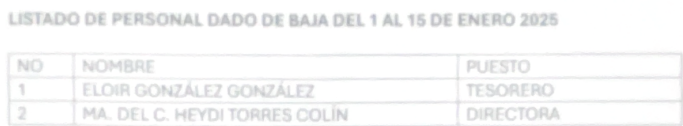 LISTADO DE PERSONAL DADO DE BAJA DEL 1 AL 15 DE ENERO 2025
NO NOMBRE PUESTO
1 ELOIR GONZÁLEZ GONZÁLEZ TESORERO
2 MA. DEL C. HEYDI TORRES COLÍN DIRECTORA